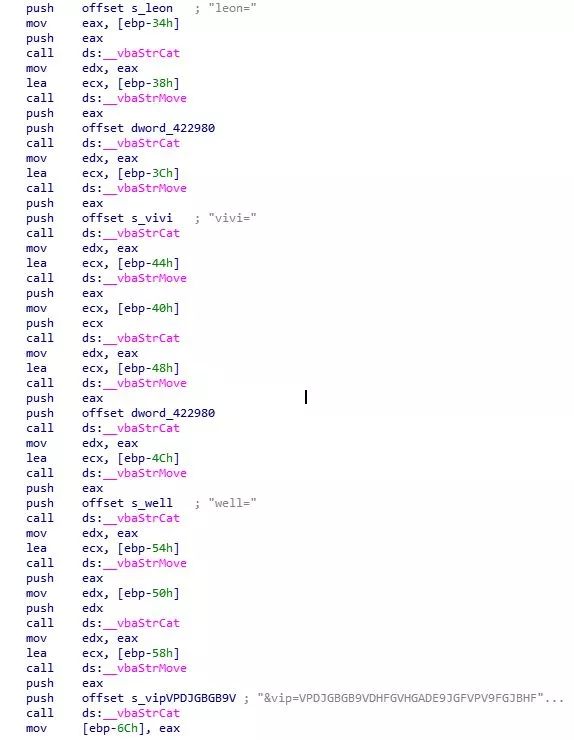 push offset s_leon ; "leon="
mov eax, [ebp-34h]
push eax
call ds:__vbaStrCat
mov edx, eax
lea ecx, [ebp-38h]
call ds:__vbaStrMove
push eax
push offset dword_422980
call ds:__vbaStrCat
mov edx, eax
lea ecx, [ebp-3Ch]
call ds:__vbaStrMove
push eax
push offset s_vivi ; "vivi="
call ds:__vbaStrCat
mov edx, eax
lea ecx, [ebp-44h]
call ds:__vbaStrMove
push eax
mov ecx, [ebp-40h]
push ecx
call ds:__vbaStrCat
mov edx, eax
lea ecx, [ebp-48h]
call ds:__vbaStrMove
push eax
push offset dword_422980
call ds:__vbaStrCat
mov edx, eax
lea ecx, [ebp-4Ch]
call ds:__vbaStrMove
push eax
push offset s_well ; "well="
call ds:__vbaStrCat
mov edx, eax
lea ecx, [ebp-54h]
call ds:__vbaStrMove
push eax
mov edx, [ebp-50h]
push edx
call ds:__vbaStrCat
mov edx, eax
lea ecx, [ebp-58h]
call ds:__vbaStrMove
push eax
push offset s_vipVPDJGBGB9V ; "&vip=VPDJGBGB9VDHFGVHGADE9JGFVPV9FGJBHF"...
call ds:__vbaStrCat
mov [ebp-6Ch], eax